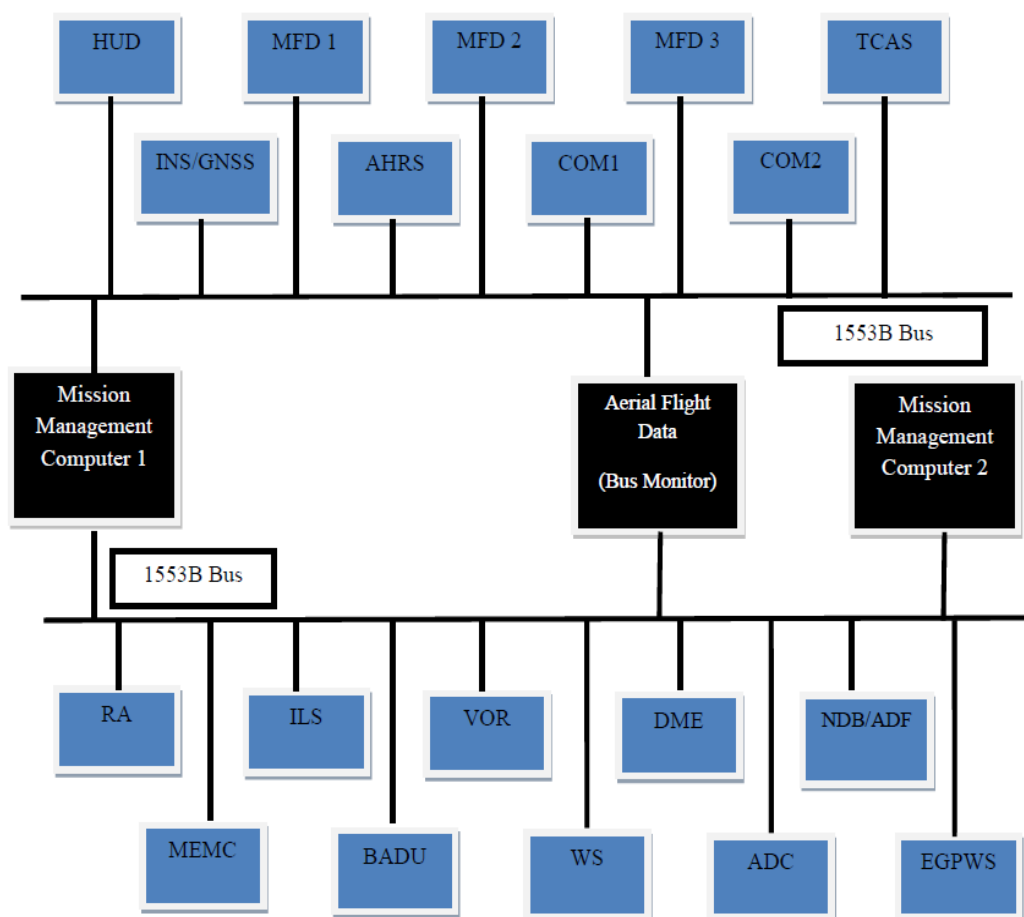 HUD
MFD 1
MFD 2
MFD 3
TCAS
INS/GNSS
AHRS
COM1
COM2
1553B Bus
Mission
Management
Computer 1
Aerial Flight
Data
(Bus Monitor)
Mission
Management
Computer 2
1553B Bus
RA
ILS
VOR
DME
NDB/ADF
MEMC
BADU
WS
ADC
EGPWS